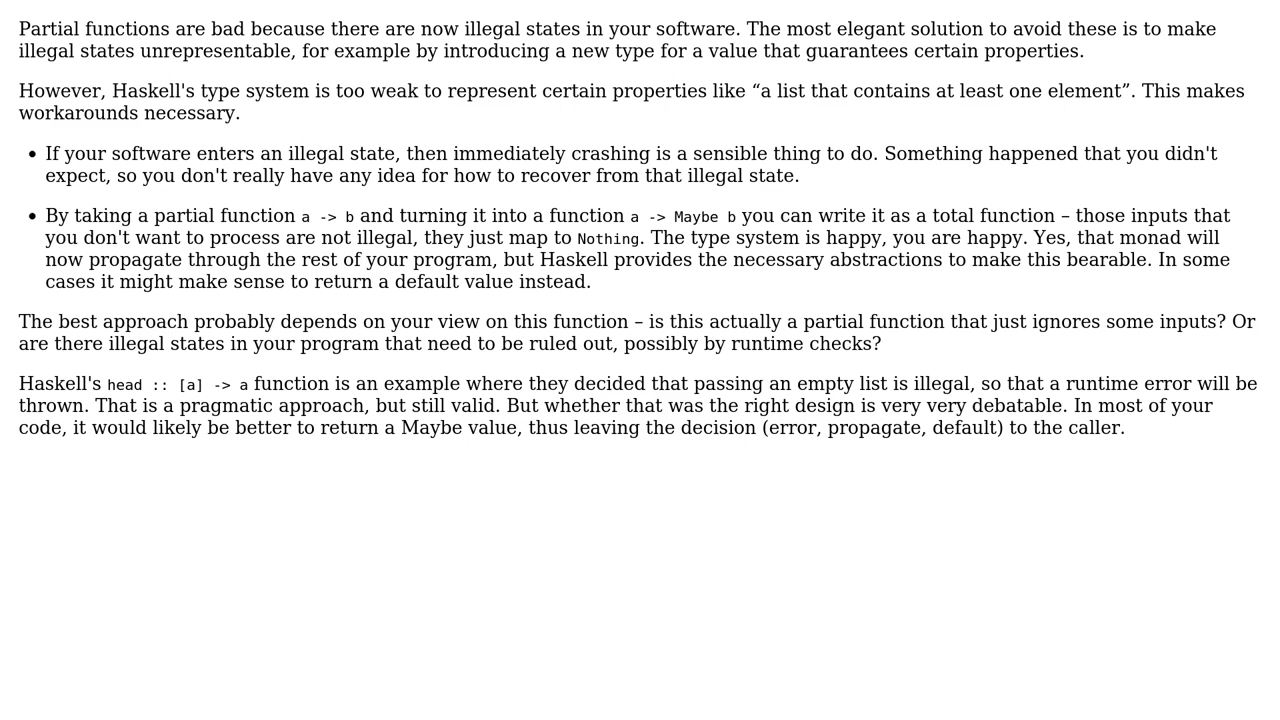 Partial functions are bad because there are now illegal states in your software. The most elegant solution to avoid these is to make
illegal states unrepresentable, for example by introducing a new type for a value that guarantees certain properties.
However, Haskell's type system is too weak to represent certain properties like “a list that contains at least one element”. This makes
workarounds necessary.
• If your software enters an illegal state, then immediately crashing is a sensible thing to do. Something happened that you didn't
expect, so you don't really have any idea for how to recover from that illegal state.
• By taking a partial function a -> b and turning it into a function a -> Maybe b you can write it as a total function – those inputs that
you don't want to process are not illegal, they just map to Nothing. The type system is happy, you are happy. Yes, that monad will
now propagate through the rest of your program, but Haskell provides the necessary abstractions to make this bearable. In some
cases it might make sense to return a default value instead.
The best approach probably depends on your view on this function – is this actually a partial function that just ignores some inputs? Or
are there illegal states in your program that need to be ruled out, possibly by runtime checks?
Haskell's head :: [a] -> a function is an example where they decided that passing an empty list is illegal, so that a runtime error will be
thrown. That is a pragmatic approach, but still valid. But whether that was the right design is very very debatable. In most of your
code, it would likely be better to return a Maybe value, thus leaving the decision (error, propagate, default) to the caller.